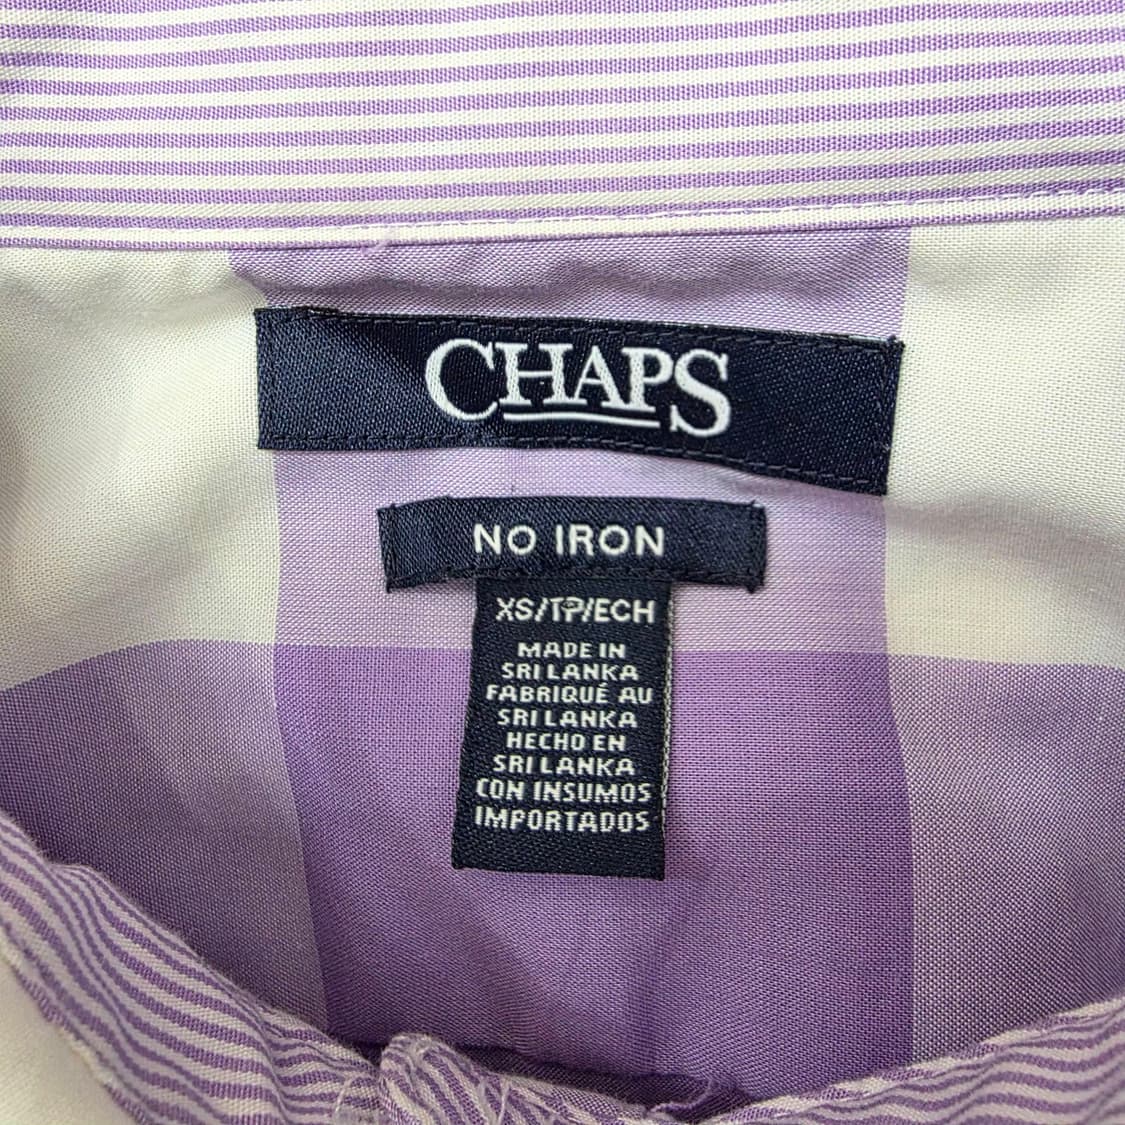 CHAPS
NO IRON
XS/TP/ECH
MADE IN
SRI LANKA
FABRIQUÉ AU
SRI LANKA
HECHO EN
SRI LANKA
CON INSUMOS
IMPORTADOS